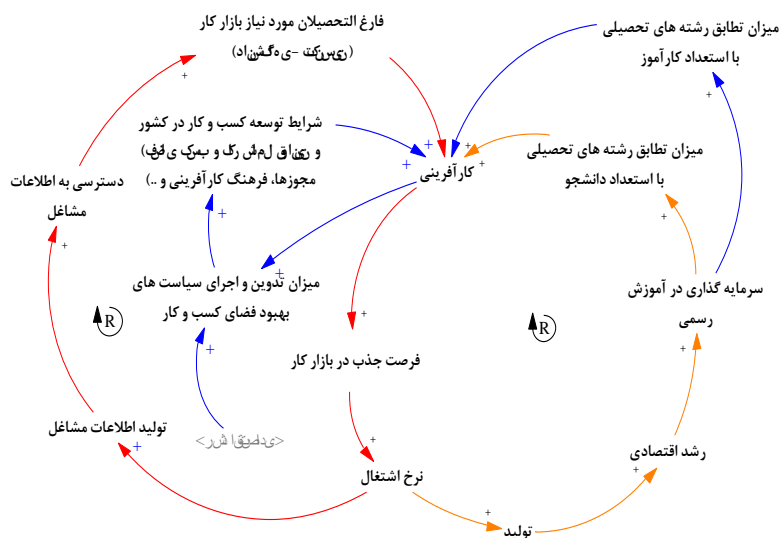 فارغ التحصیلان مورد نیاز بازار کار
میزان تطابق رشته های تحصیلی
با استعداد کارآموز
شرایط توسعه کسب و کار در کشور
مجوزها، فرهنگ کارآفرینی و ..)
میزان تطابق رشته های تحصیلی
با استعداد دانشجو
کارآفرینی
دسترسی به اطلاعات
مشاغل
میزان تدوین و اجرای سیاست های
بهبود فضای کسب و کار
سرمایه گذاری در آموزش
رسمی
R
R
فرصت جذب در بازار کار
تولید اطلاعات مشاغل
رشد اقتصادی
نرخ اشتغال
تولید